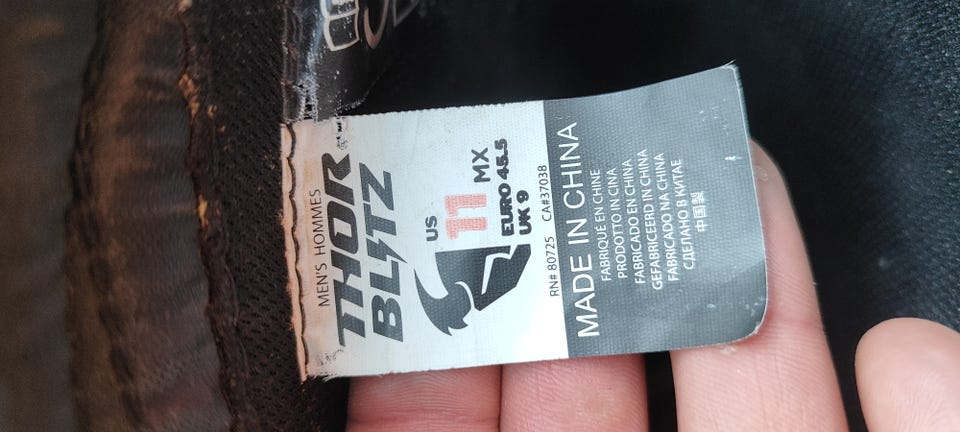 MEN'S HOMMES
THOR
BLITZ
US
11
MX
EURO 45.5
UK 9
RN# 80725 CA#37038
MADE IN CHINA
FABRIQUE EN CHINE
PRODOTTO IN CINA
FABRICADO EN CHINA
GEFABRICEERD IN CHINA
FABRICADO NA CHINA
СДЕЛАНО В КИТАЕ
中国製